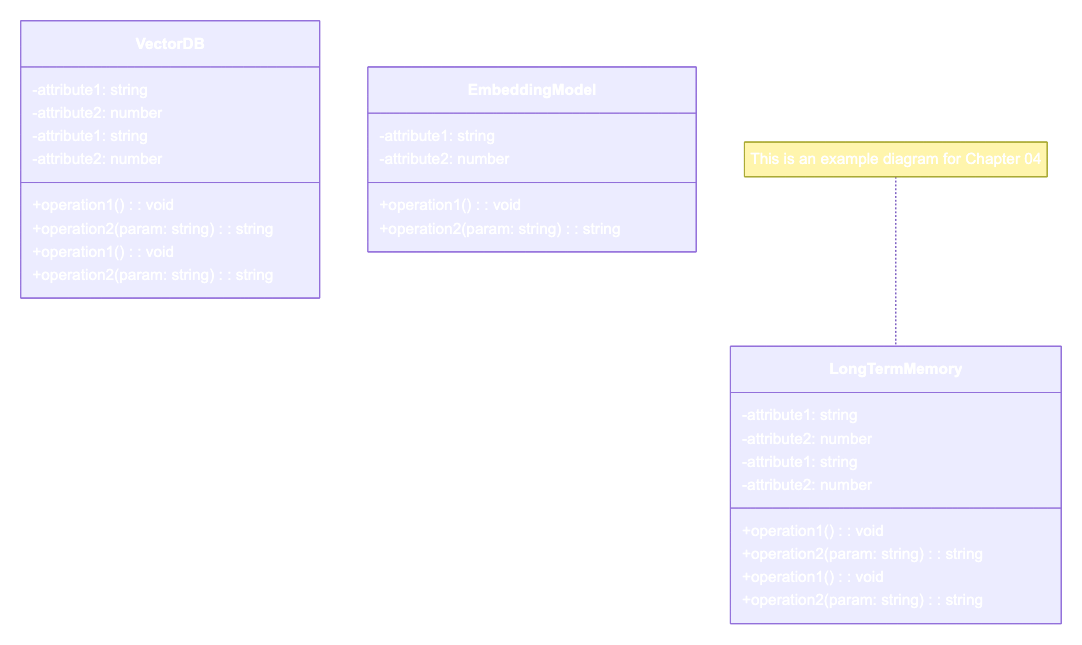 VectorDB
-attribute1: string
-attribute2: number
-attribute1: string
-attribute2: number
+operation1() : : void
+operation2(param: string) : : string
+operation1() : : void
+operation2(param: string) : : string
EmbeddingModel
-attribute1: string
-attribute2: number
+operation1() : : void
+operation2(param: string) : : string
This is an example diagram for Chapter 04
LongTermMemory
-attribute1: string
-attribute2: number
-attribute1: string
-attribute2: number
+operation1() : : void
+operation2(param: string) : : string
+operation1() : : void
+operation2(param: string) : : string